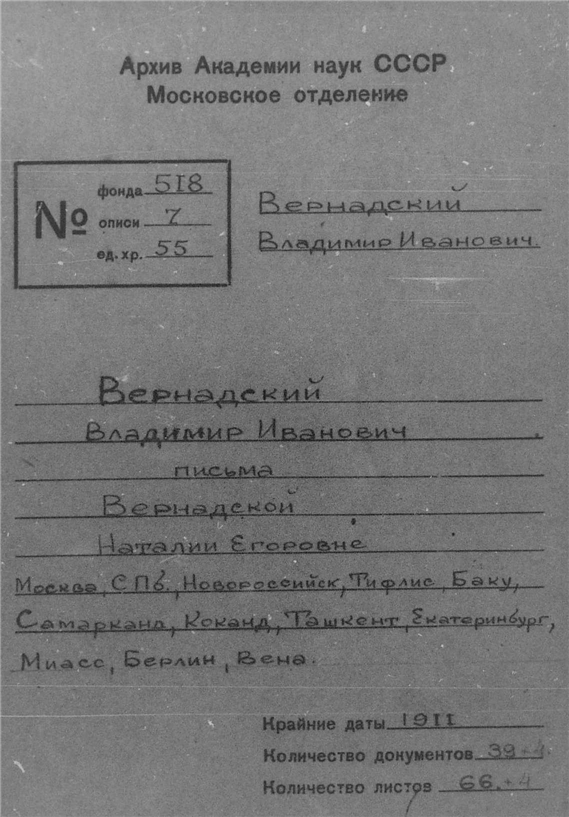 Архив Академии наук СССР
Московское отделение
№
фонда 518
описи 7
ед. хр. 55
Вернадский
Владимир Иванович.
Вернадский
Владимир Иванович
письма
Вернадской
Наталии Егоровне
Москва, С.Пб., Новороссийск, Тифлис, Баку,
Самарканд, Коканд, Ташкент, Екатеринбург,
Миасс, Берлин, Вена.
Крайние даты 1911
Количество документов 39+1.
Количество листов 66.+4